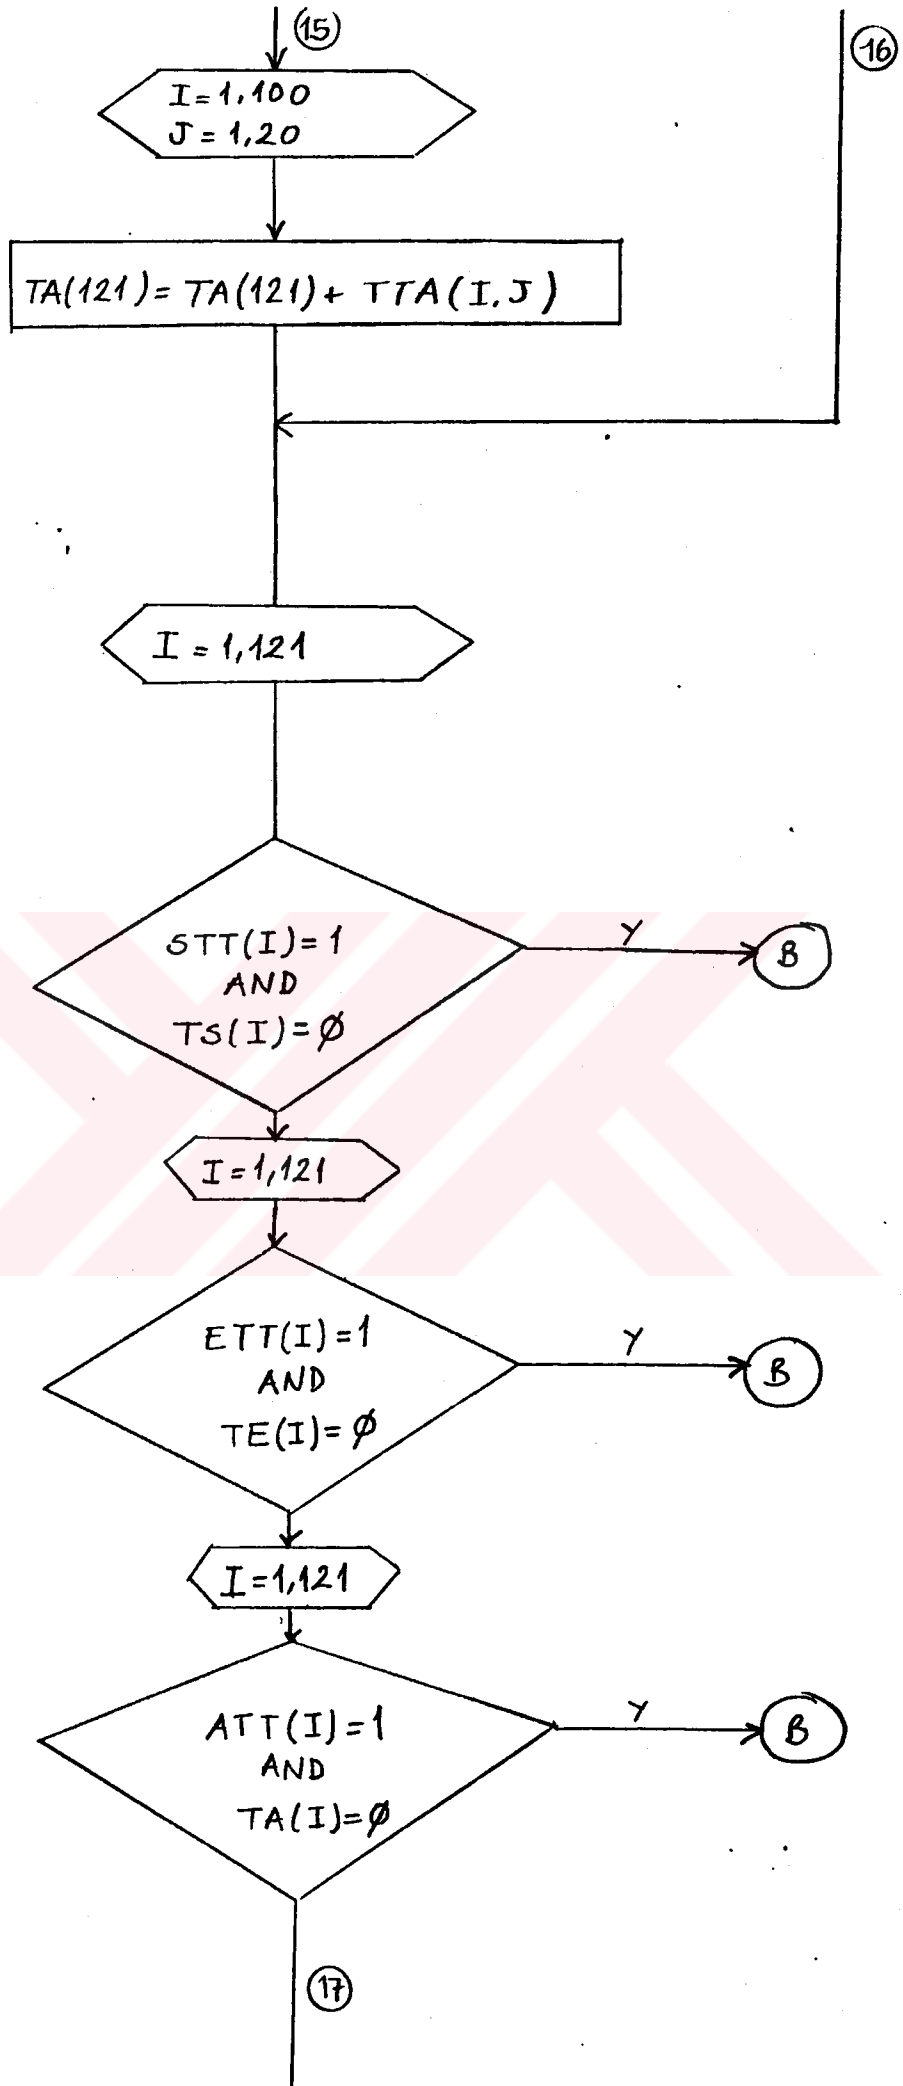 15
16
I=1,100
J=1,20
TA(121)=TA(121)+ TTA(I,J)
I=1,121
STT(I)=1
AND
TS(I)=Ø
Y
B
I=1,121
ETT(I)=1
AND
TE(I)=Ø
Y
B
I=1,121
ATT(I)=1
AND
TA(I)=Ø
Y
B
17